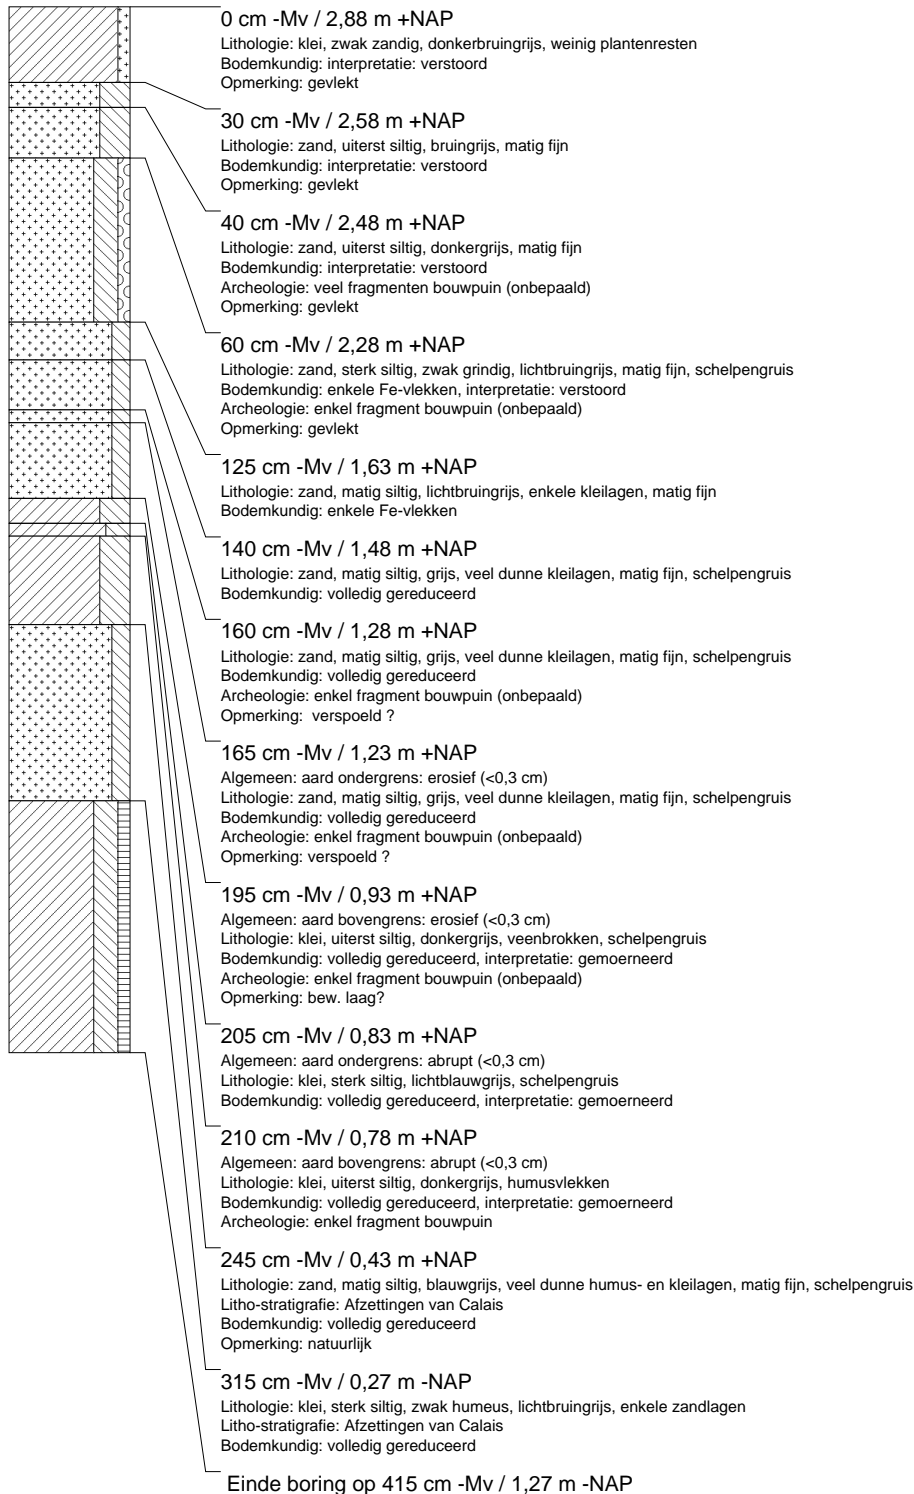 0 cm -Mv / 2,88 m +NAP
Lithologie: klei, zwak zandig, donkerbruingrijs, weinig plantenresten
Bodemkundig: interpretatie: verstoord
Opmerking: gevlekt
30 cm -Mv / 2,58 m +NAP
Lithologie: zand, uiterst siltig, bruingrijs, matig fijn
Bodemkundig: interpretatie: verstoord
Opmerking: gevlekt
40 cm -Mv / 2,48 m +NAP
Lithologie: zand, uiterst siltig, donkergrijs, matig fijn
Bodemkundig: interpretatie: verstoord
Archeologie: veel fragmenten bouwpuin (onbepaald)
Opmerking: gevlekt
60 cm -Mv / 2,28 m +NAP
Lithologie: zand, sterk siltig, zwak grindig, lichtbruingrijs, matig fijn, schelpengruis
Bodemkundig: enkele Fe-vlekken, interpretatie: verstoord
Archeologie: enkel fragment bouwpuin (onbepaald)
Opmerking: gevlekt
125 cm -Mv / 1,63 m +NAP
Lithologie: zand, matig siltig, lichtbruingrijs, enkele kleilagen, matig fijn
Bodemkundig: enkele Fe-vlekken
140 cm -Mv / 1,48 m +NAP
Lithologie: zand, matig siltig, grijs, veel dunne kleilagen, matig fijn, schelpengruis
Bodemkundig: volledig gereduceerd
160 cm -Mv / 1,28 m +NAP
Lithologie: zand, matig siltig, grijs, veel dunne kleilagen, matig fijn, schelpengruis
Bodemkundig: volledig gereduceerd
Archeologie: enkel fragment bouwpuin (onbepaald)
Opmerking:  verspoeld ?
165 cm -Mv / 1,23 m +NAP
Algemeen: aard ondergrens: erosief (<0,3 cm)
Lithologie: zand, matig siltig, grijs, veel dunne kleilagen, matig fijn, schelpengruis
Bodemkundig: volledig gereduceerd
Archeologie: enkel fragment bouwpuin (onbepaald)
Opmerking: verspoeld ?
195 cm -Mv / 0,93 m +NAP
Algemeen: aard bovengrens: erosief (<0,3 cm)
Lithologie: klei, uiterst siltig, donkergrijs, veenbrokken, schelpengruis
Bodemkundig: volledig gereduceerd, interpretatie: gemoerneerd
Archeologie: enkel fragment bouwpuin (onbepaald)
Opmerking: bew. laag?
205 cm -Mv / 0,83 m +NAP
Algemeen: aard ondergrens: abrupt (<0,3 cm)
Lithologie: klei, sterk siltig, lichtblauwgrijs, schelpengruis
Bodemkundig: volledig gereduceerd, interpretatie: gemoerneerd
210 cm -Mv / 0,78 m +NAP
Algemeen: aard bovengrens: abrupt (<0,3 cm)
Lithologie: klei, uiterst siltig, donkergrijs, humusvlekken
Bodemkundig: volledig gereduceerd, interpretatie: gemoerneerd
Archeologie: enkel fragment bouwpuin
245 cm -Mv / 0,43 m +NAP
Lithologie: zand, matig siltig, blauwgrijs, veel dunne humus- en kleilagen, matig fijn, schelpengruis
Litho-stratigrafie: Afzettingen van Calais
Bodemkundig: volledig gereduceerd
Opmerking: natuurlijk
315 cm -Mv / 0,27 m -NAP
Lithologie: klei, sterk siltig, zwak humeus, lichtbruingrijs, enkele zandlagen
Litho-stratigrafie: Afzettingen van Calais
Bodemkundig: volledig gereduceerd
Einde boring op 415 cm -Mv / 1,27 m -NAP